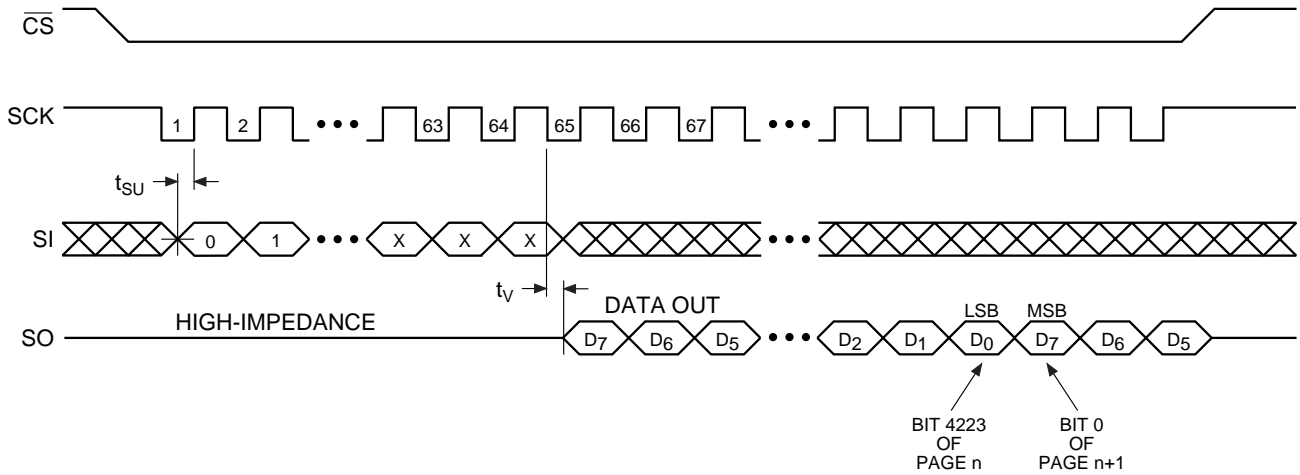 CS
SCK
1 2 63 64 65 66 67
tSU
SI
0 1 X X X
tV
SO
HIGH-IMPEDANCE
DATA OUT
LSB MSB
D7 D6 D5 D2 D1 D0 D7 D6 D5
BIT 4223
OF
PAGE n
BIT 0
OF
PAGE n+1